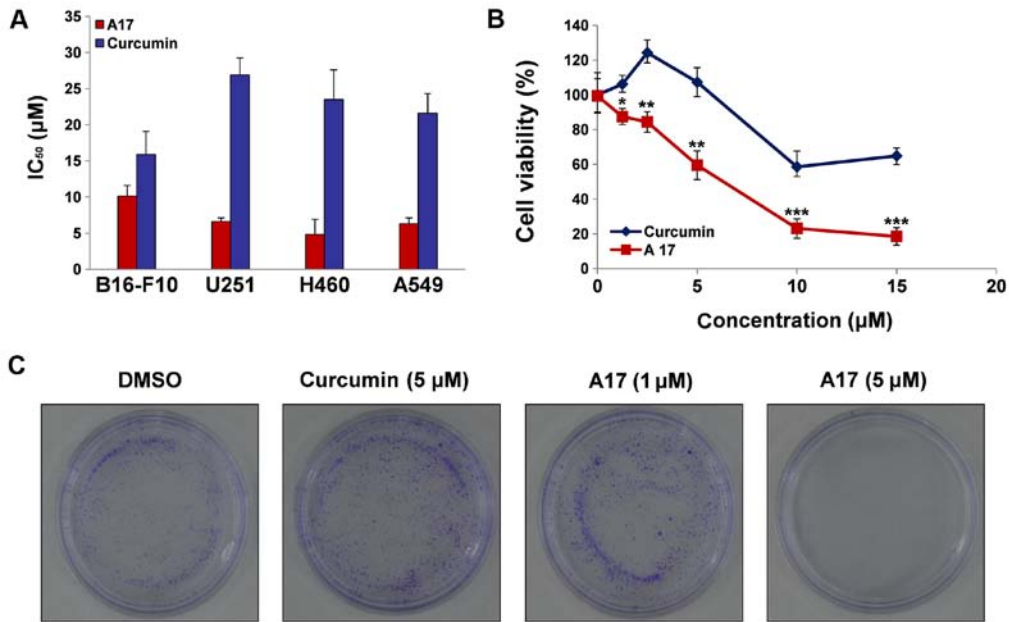 A
35
30
25
20
15
10
5
0
IC₅₀ (µM)
A17
Curcumin
B16-F10 U251 H460 A549
B
140
120
100
80
60
40
20
0
Cell viability (%)
* ** ** *** ***
Curcumin
A 17
0 5 10 15 20
Concentration (µM)
C
DMSO Curcumin (5 µM) A17 (1 µM) A17 (5 µM)